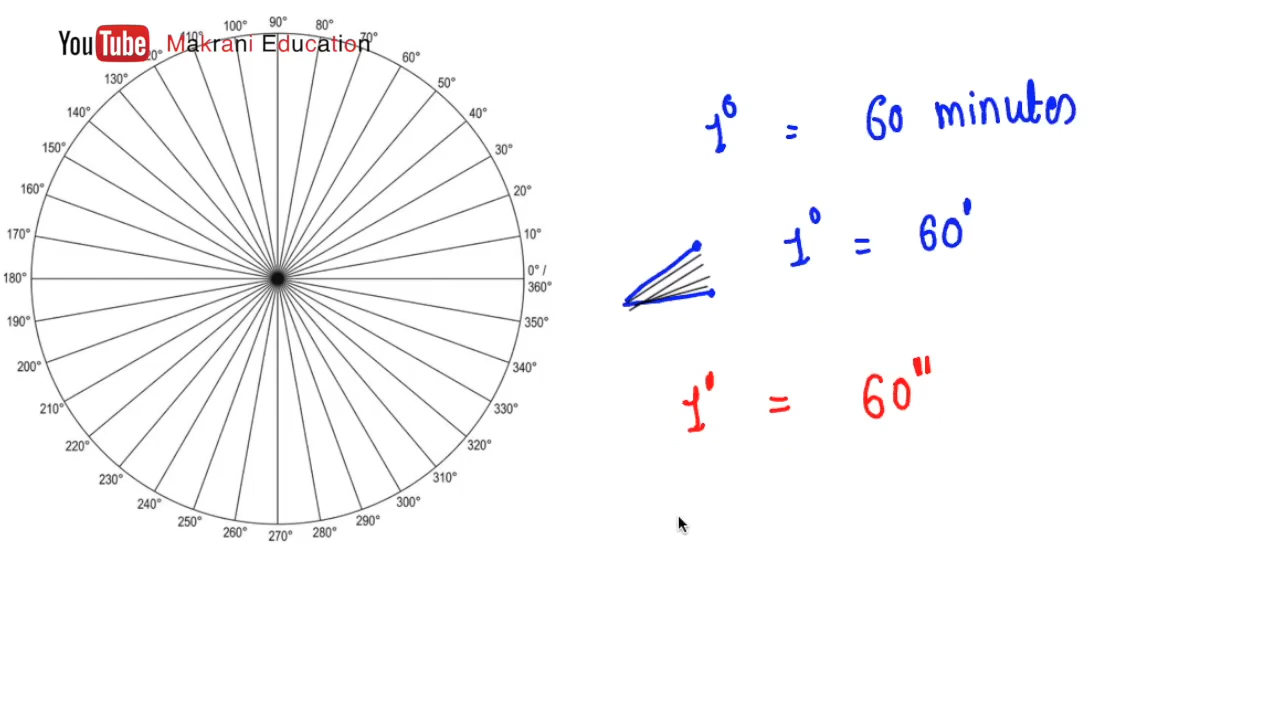 YouTube Makrani Education
100° 90° 80°
70°
60°
130° 50°
140° 40°
150° 30°
160° 20°
170° 10°
180° 0° /
360°
190° 350°
200° 340°
210° 330°
220° 320°
230° 310°
240° 300°
250° 290°
260° 270° 280°
1° = 60 minutes
1° = 60'
1' = 60"